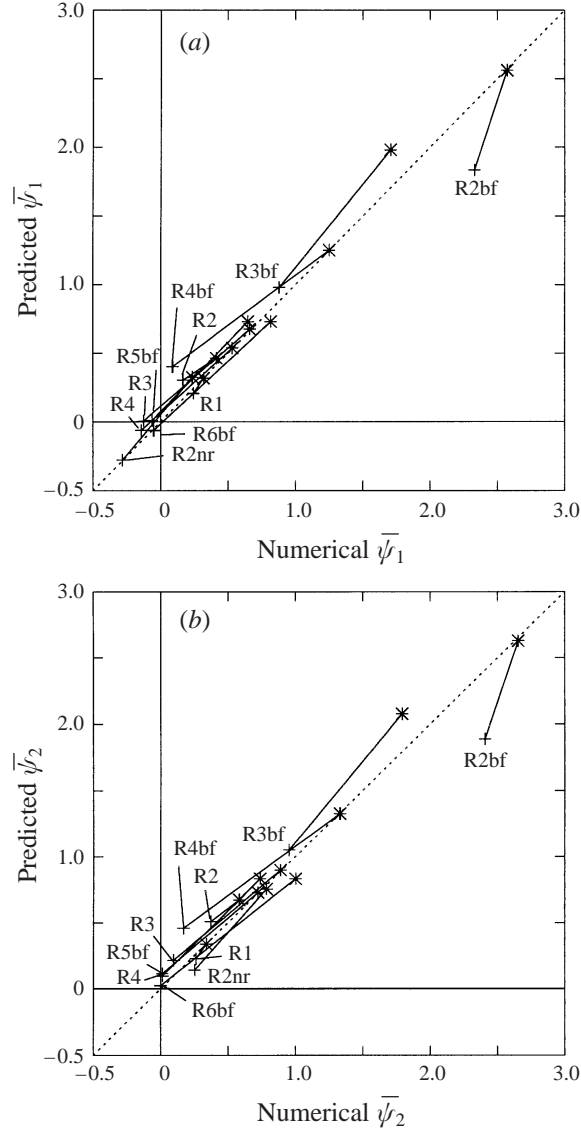 3.0
(a)
2.0
R2bf
Predicted ψ̅₁
R3bf
1.0
R4bf
R2
R5bf
R3
R1
R4
0
R6bf
R2nr
−0.5
−0.5 0 1.0 2.0 3.0
Numerical ψ̅₁
3.0
(b)
2.0
R2bf
Predicted ψ̅₂
R3bf
1.0
R4bf
R2
R3
R5bf
R1
R4
R2nr
0
R6bf
−0.5
−0.5 0 1.0 2.0 3.0
Numerical ψ̅₂